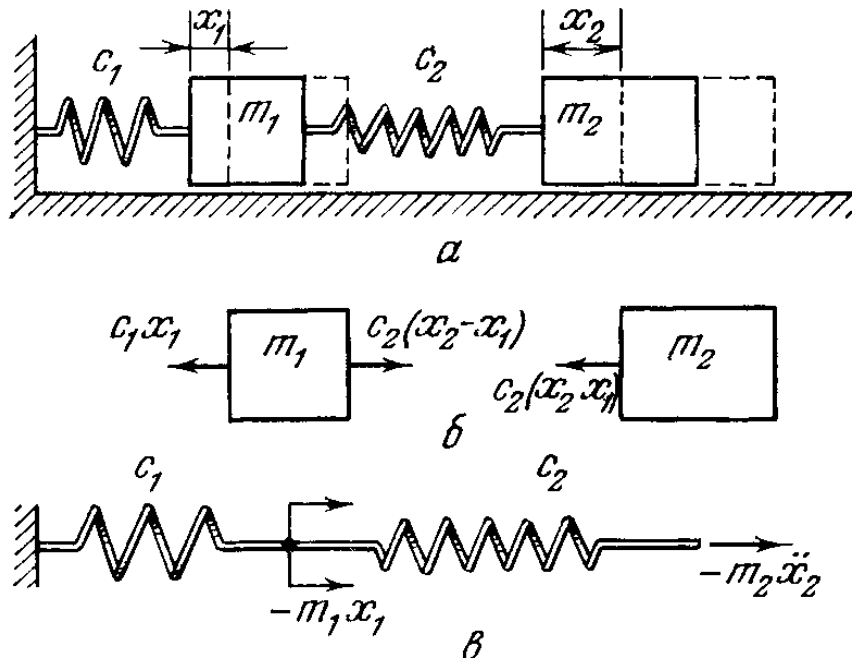 x₁ x₂
c₁ c₂
m₁ m₂
а
c₁x₁ m₁ c₂(x₂-x₁) m₂
c₂(x₂ x₁)
б
c₁ c₂
-m₁x₁ -m₂ẍ₂
в